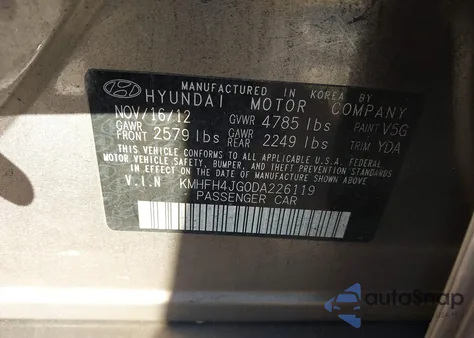 MANUFACTURED IN KOREA BY
HYUNDAI MOTOR COMPANY
NOV/16/12 GVWR 4785 lbs PAINT V5G
GAWR FRONT 2579 lbs GAWR REAR 2249 lbs TRIM YDA
THIS VEHICLE CONFORMS TO ALL APPLICABLE U.S. FEDERAL
MOTOR VEHICLE SAFETY, BUMPER, AND THEFT PREVENTION STANDARDS
IN EFFECT ON THE DATE OF MANUFACTURE SHOWN ABOVE.
V.I.N KMHFH4JG0DA226119
PASSENGER CAR
autoSnap